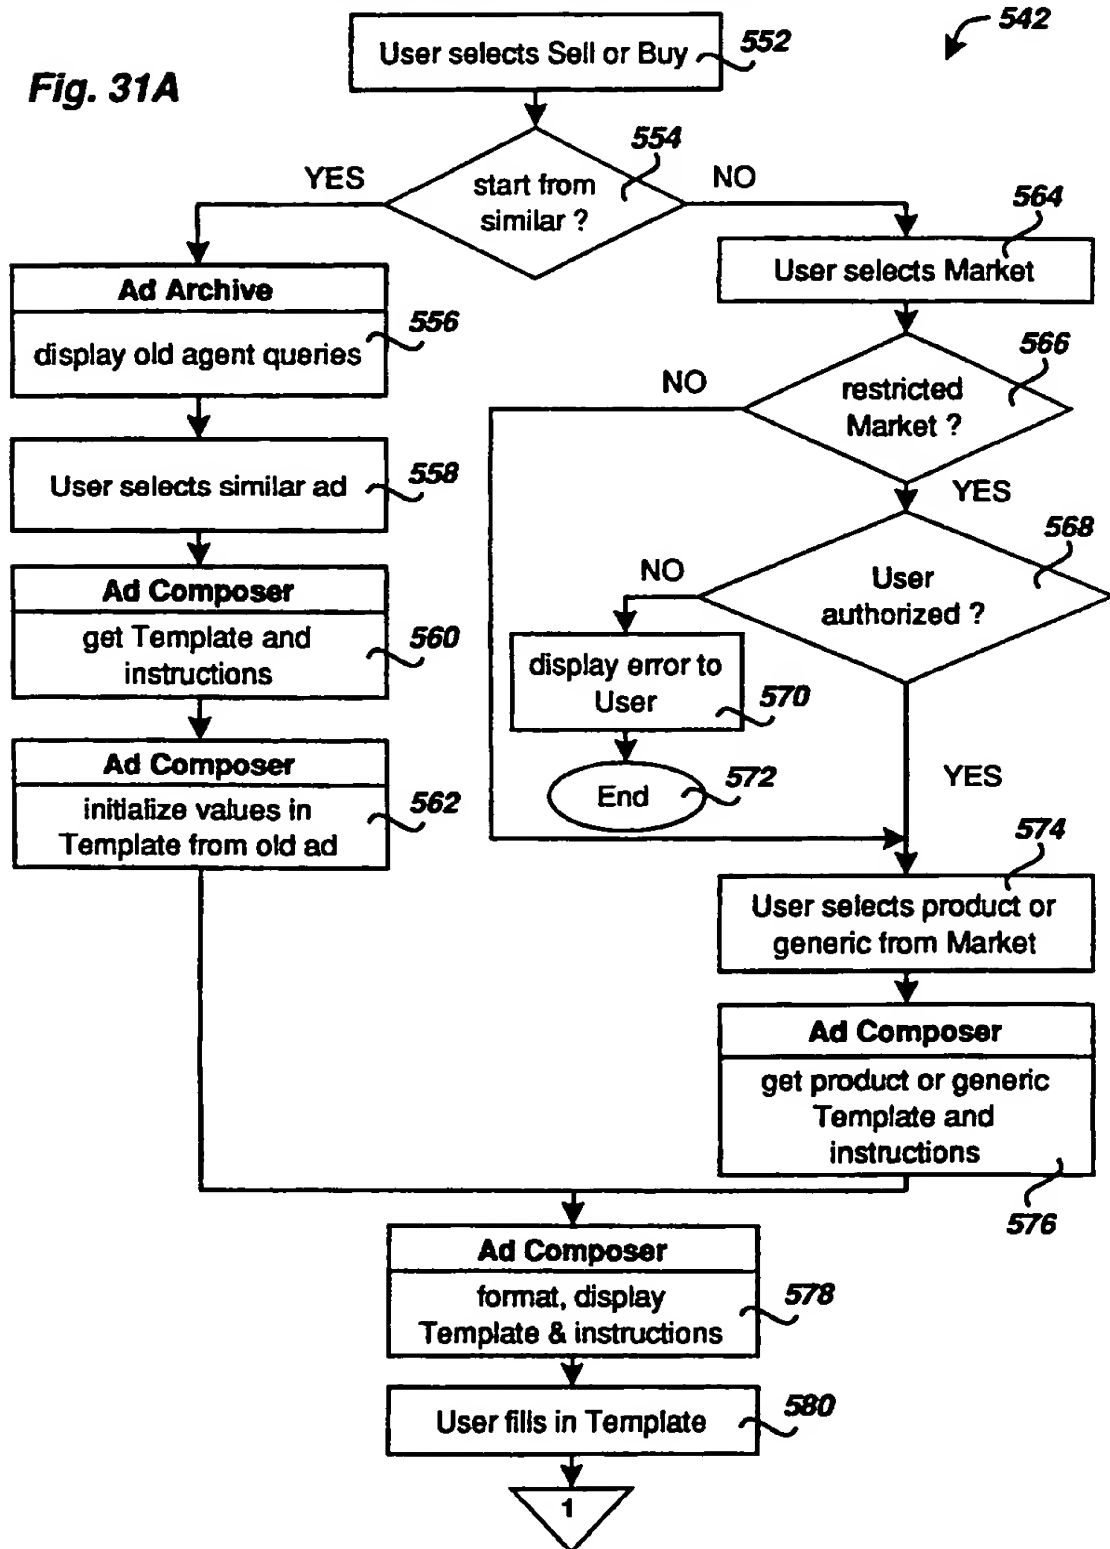 542
User selects Sell or Buy
552
Fig. 31A
554
YES
start from
similar ?
NO
564
User selects Market
Ad Archive
display old agent queries
556
566
NO
restricted
Market ?
YES
User selects similar ad
558
568
NO
User
authorized ?
Ad Composer
get Template and
instructions
560
display error to
User
570
Ad Composer
initialize values in
Template from old ad
562
End
572
YES
574
User selects product or
generic from Market
Ad Composer
get product or generic
Template and
instructions
576
Ad Composer
format, display
Template & instructions
578
User fills in Template
580
1